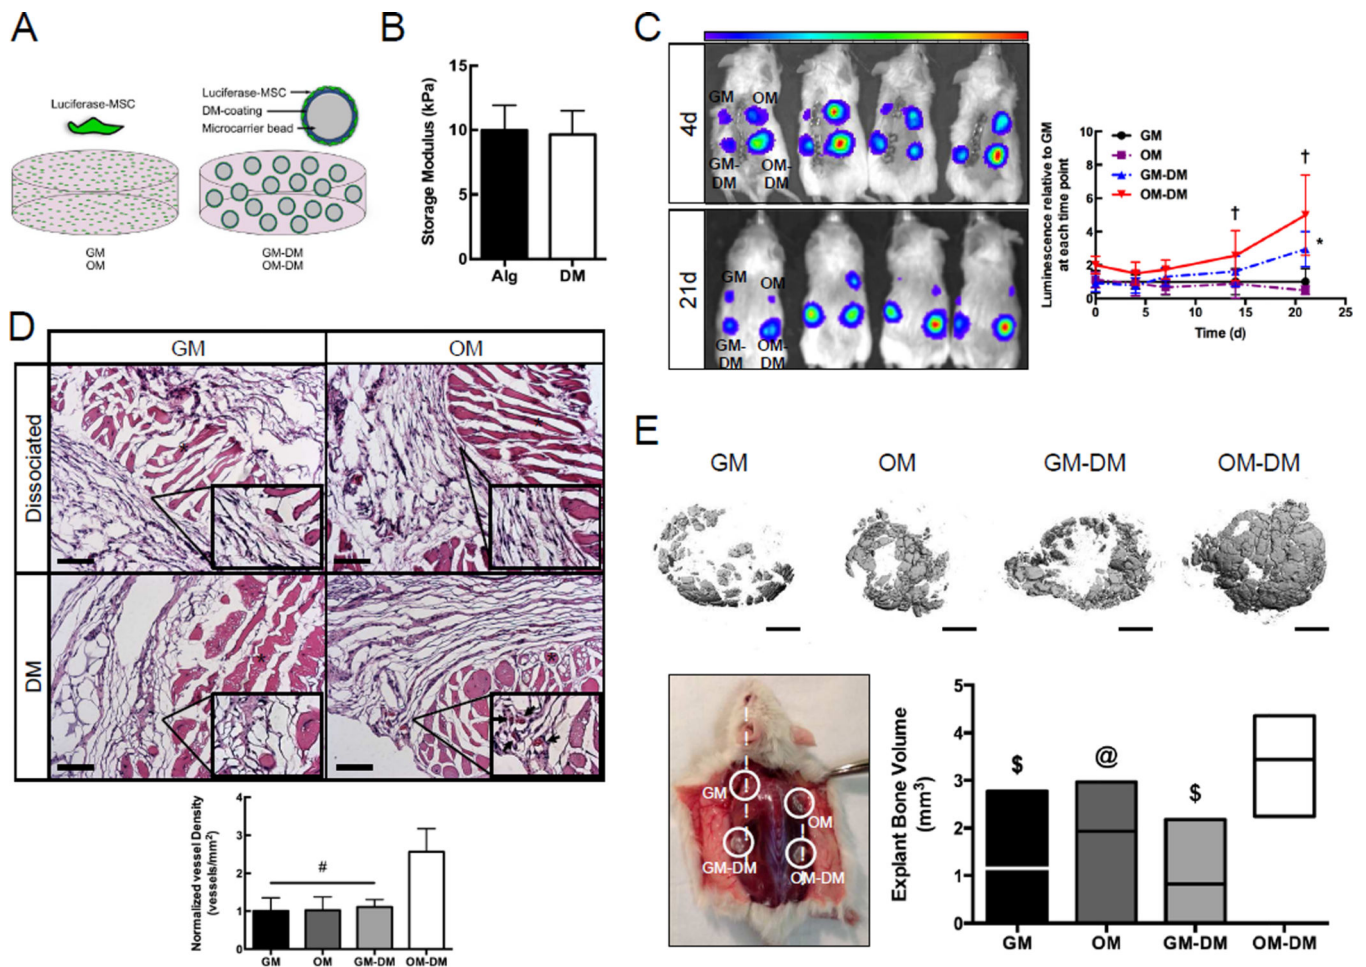 A
Luciferase-MSC
Luciferase-MSC
DM-coating
Microcarrier bead
GM
OM
GM-DM
OM-DM
B
Storage Modulus (kPa)
15
10
5
0
Alg
DM
C
4d
GM
OM
GM-
DM
OM-
DM
21d
GM
OM
GM-
DM
OM-
DM
Luminescence relative to GM
at each time point
10
8
6
4
2
0
0
5
10
15
20
25
Time (d)
GM
OM
GM-DM
OM-DM
†
†
*
D
GM
OM
Dissociated
DM
*
*
*
*
Normalized vessel Density
(vessels/mm²)
4
3
2
1
0
#
GM
OM
GM-DM
OM-DM
E
GM
OM
GM-DM
OM-DM
GM
OM
GM-DM
OM-DM
Explant Bone Volume
(mm³)
5
4
3
2
1
0
$
@
$
GM
OM
GM-DM
OM-DM